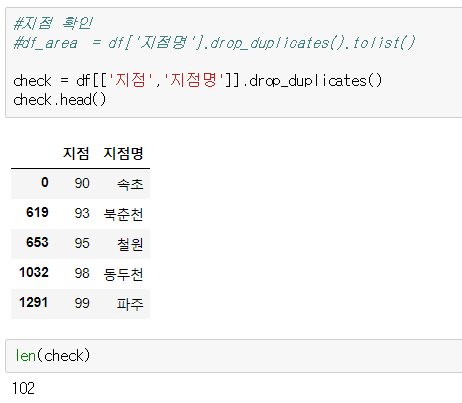 #지점 확인
#df_area = df['지점명'].drop_duplicates().tolist()
check = df[['지점','지점명']].drop_duplicates()
check.head()
지점 지점명
0 90 속초
619 93 북춘천
653 95 철원
1032 98 동두천
1291 99 파주
len(check)
102